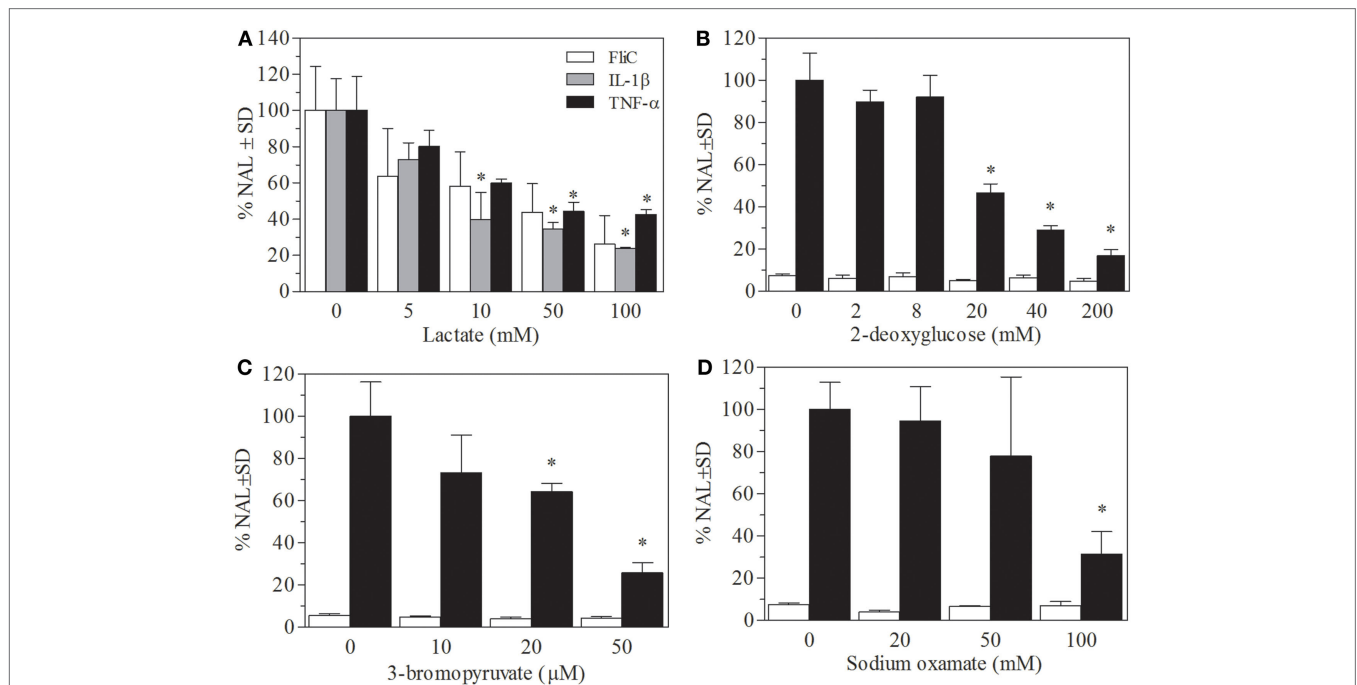 A
140
120
100
80
60
40
20
0
% NAL ± SD
FliC
IL-1β
TNF-α
* * * * *
0 5 10 50 100
Lactate (mM)
B
120
100
80
60
40
20
0
% NAL±SD
* * *
0 2 8 20 40 200
2-deoxyglucose (mM)
C
120
100
80
60
40
20
0
% NAL±SD
* *
0 10 20 50
3-bromopyruvate (μM)
D
120
100
80
60
40
20
0
% NAL±SD
*
0 20 50 100
Sodium oxamate (mM)